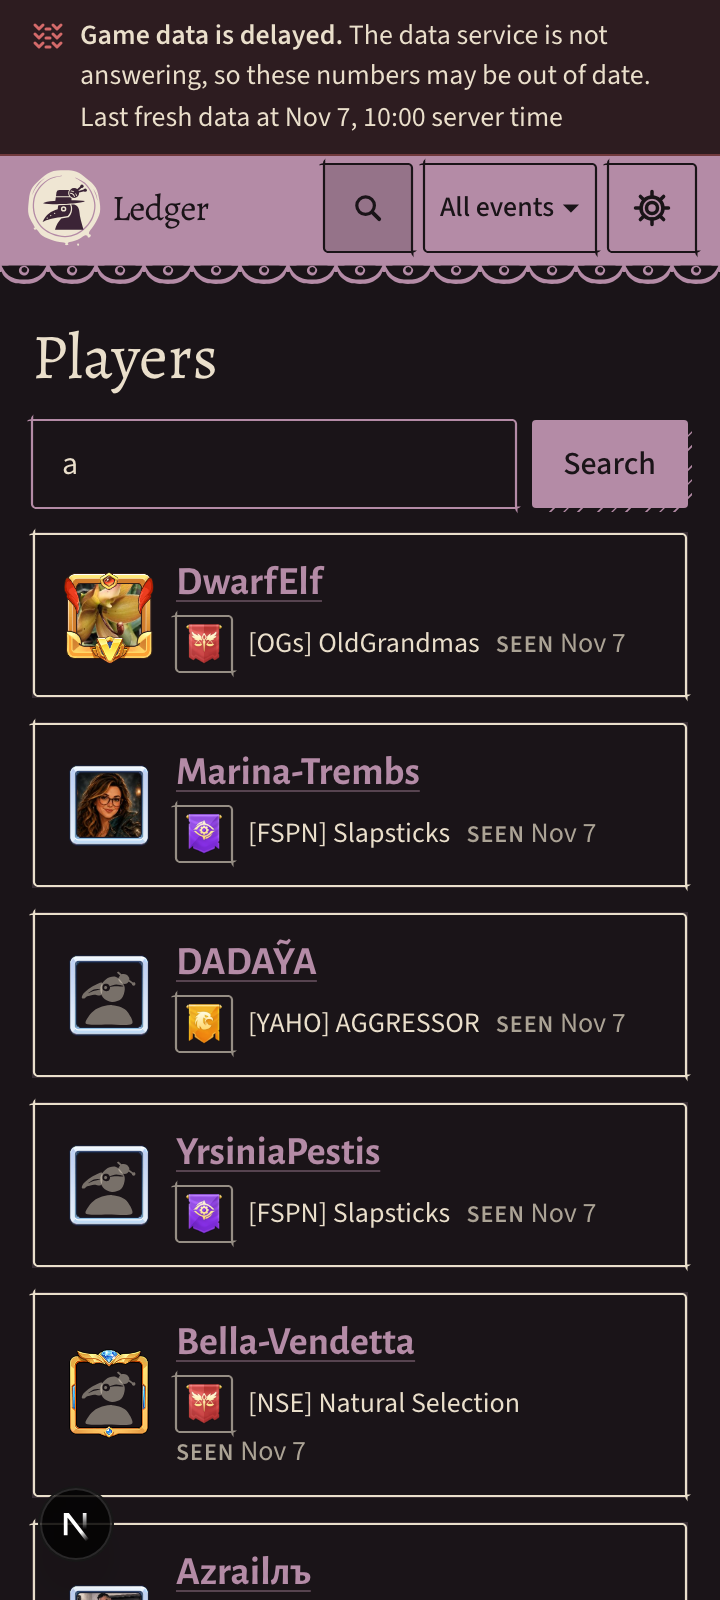 Game data is delayed. The data service is not
answering, so these numbers may be out of date.
Last fresh data at Nov 7, 10:00 server time
Ledger
All events
Players
a
Search
DwarfElf
[OGs] OldGrandmas SEEN Nov 7
Marina-Trembs
[FSPN] Slapsticks SEEN Nov 7
DADAỸA
[YAHO] AGGRESSOR SEEN Nov 7
YrsiniaPestis
[FSPN] Slapsticks SEEN Nov 7
Bella-Vendetta
[NSE] Natural Selection
SEEN Nov 7
N
Azrailлъ